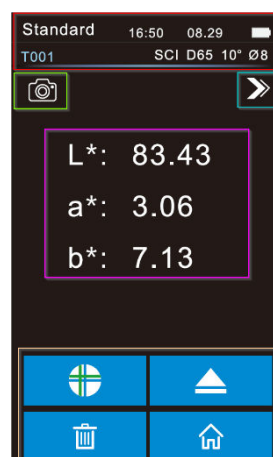 Standard 16:50 08.29
T001 SCI D65 10° Ø8
L*: 83.43
a*: 3.06
b*: 7.13